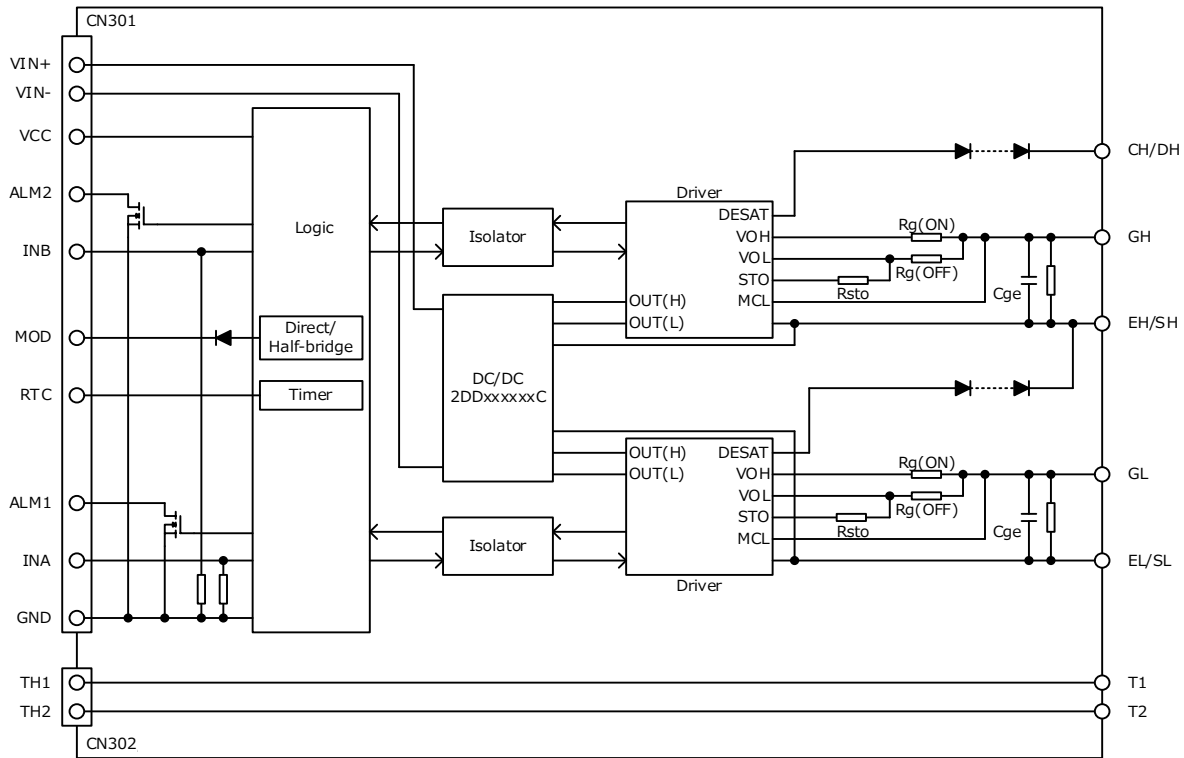 CN301
VIN+
VIN-
VCC
ALM2
INB
MOD
RTC
ALM1
INA
GND
TH1
TH2
CN302
Logic
Direct/
Half-bridge
Timer
Isolator
DC/DC
2DDxxxxxxC
Isolator
Driver
DESAT
VOH
VOL
STO
MCL
OUT(H)
OUT(L)
Rg(ON)
Rg(OFF)
Rsto
Cge
OUT(H)
OUT(L)
DESAT
VOH
VOL
STO
MCL
Driver
Rg(ON)
Rg(OFF)
Rsto
Cge
CH/DH
GH
EH/SH
GL
EL/SL
T1
T2